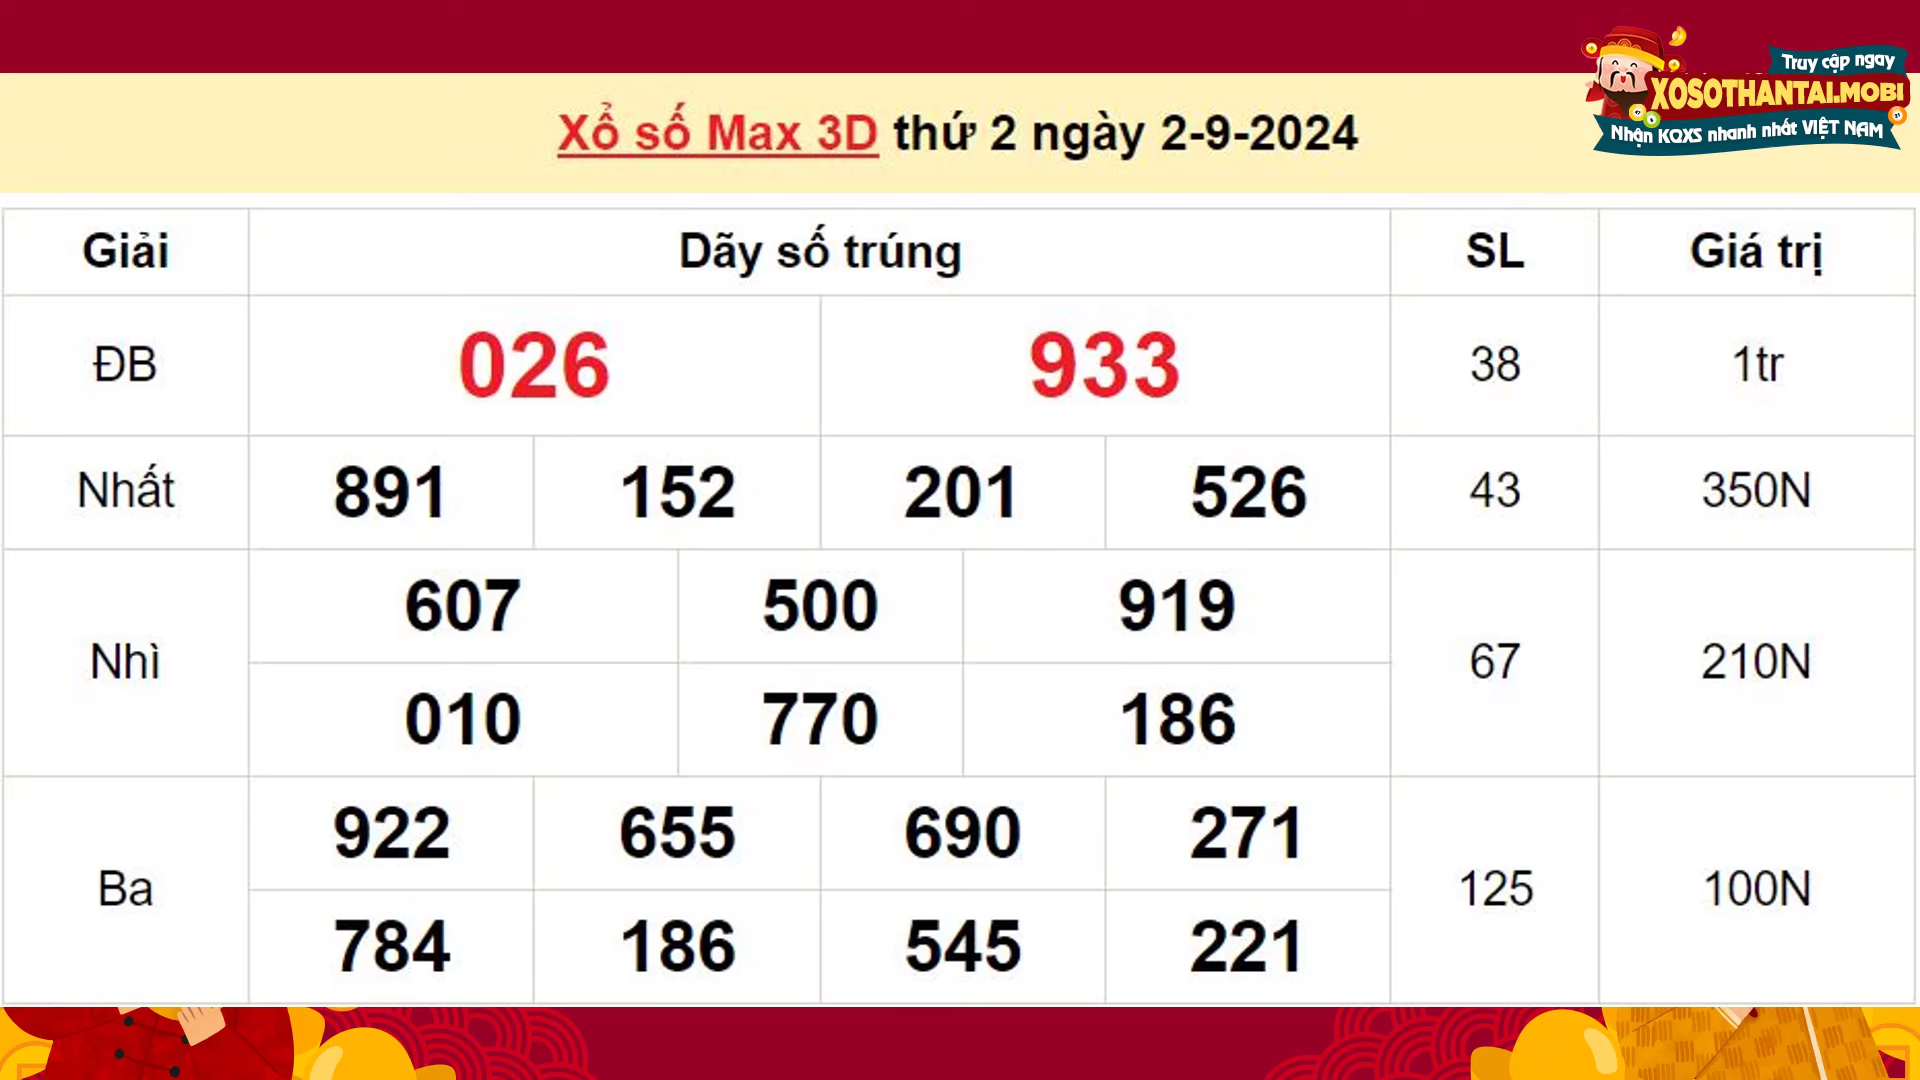 Truy cập ngay
XOSOTHANTAI.MOBI
Nhận KQXS nhanh nhất VIỆT NAM
Xổ số Max 3D thứ 2 ngày 2-9-2024
Giải Dãy số trúng SL Giá trị
ĐB 026 933 38 1tr
Nhất 891 152 201 526 43 350N
607 500 919
Nhì 67 210N
010 770 186
922 655 690 271
Ba 125 100N
784 186 545 221